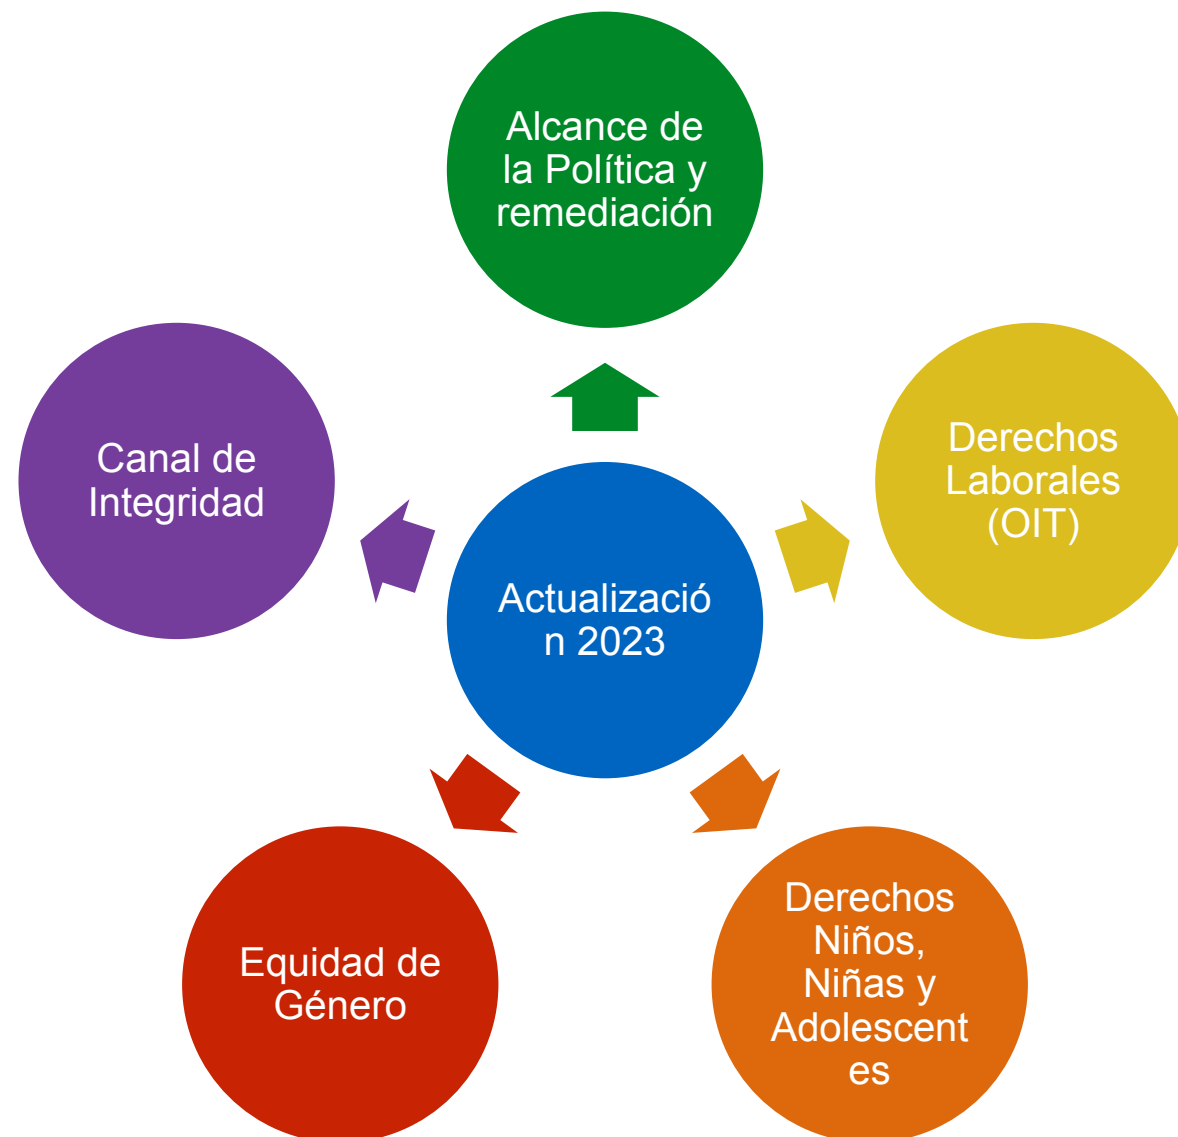 Alcance de
la Política y
remediación
Derechos
Laborales
(OIT)
Canal de
Integridad
Actualizació
n 2023
Derechos
Niños,
Niñas y
Adolescent
es
Equidad de
Género